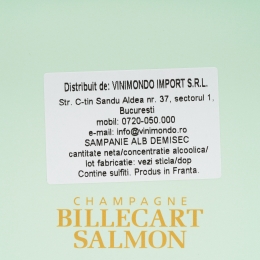 Distribuit de: VINIMONDO IMPORT S.R.L.
Str. C-tin Sandu Aldea nr. 37, sectorul 1,
Bucuresti
mobil: 0720-050.000
e-mail: info@vinimondo.ro
SAMPANIE ALB DEMISEC
cantitate neta/concentratie alcoolica/
lot fabricatie: vezi sticla/dop
Contine sulfiti. Produs in Franta.
CHAMPAGNE
BILLECART
SALMON